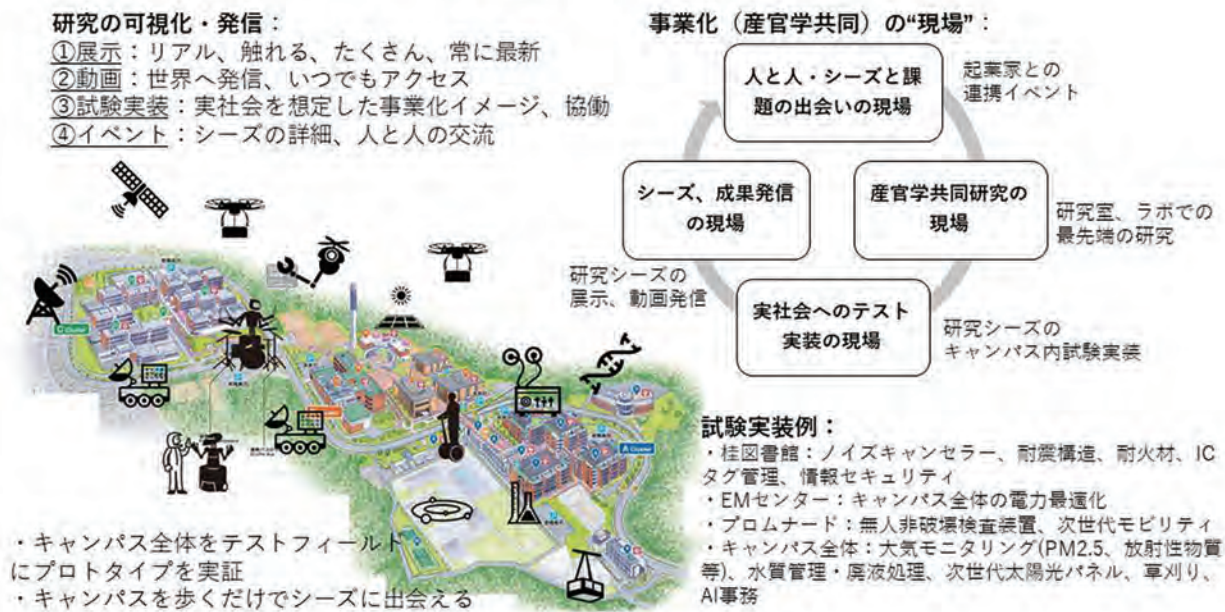 研究の可視化・発信：
①展示：リアル、触れる、たくさん、常に最新
②動画：世界へ発信、いつでもアクセス
③試験実装：実社会を想定した事業化イメージ、協働
④イベント：シーズの詳細、人と人の交流
事業化（産官学共同）の“現場”：
人と人・シーズと課
題の出会いの現場
起業家との
連携イベント
シーズ、成果発信
の現場
産官学共同研究の
現場
研究室、ラボでの
最先端の研究
研究シーズの
展示、動画発信
実社会へのテスト
実装の現場
研究シーズの
キャンパス内試験実装
試験実装例：
・桂図書館：ノイズキャンセラー、耐震構造、耐火材、IC
タグ管理、情報セキュリティ
・EMセンター：キャンパス全体の電力最適化
・プロムナード：無人非破壊検査装置、次世代モビリティ
・キャンパス全体：大気モニタリング(PM2.5、放射性物質
等)、水質管理・廃液処理、次世代太陽光パネル、草刈り、
AI事務
・キャンパス全体をテストフィールド
にプロトタイプを実証
・キャンパスを歩くだけでシーズに出会える